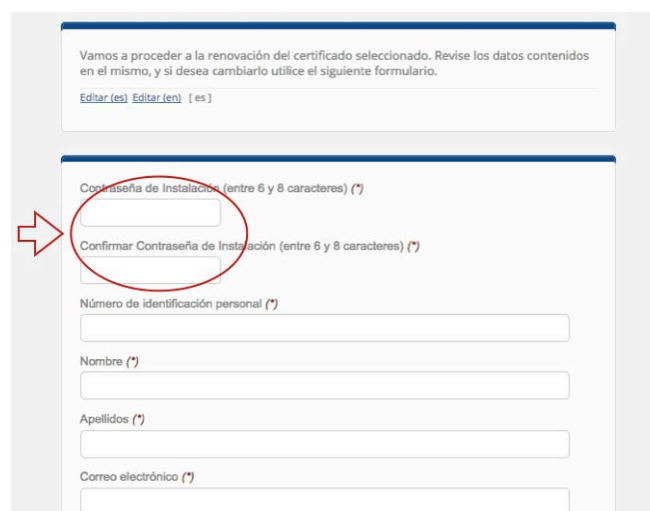 Vamos a proceder a la renovación del certificado seleccionado. Revise los datos contenidos
en el mismo, y si desea cambiarlo utilice el siguiente formulario.
Editar (es) Editar (en) [ es ]
Contraseña de Instalación (entre 6 y 8 caracteres) (*)
Confirmar Contraseña de Instalación (entre 6 y 8 caracteres) (*)
Número de identificación personal (*)
Nombre (*)
Apellidos (*)
Correo electrónico (*)